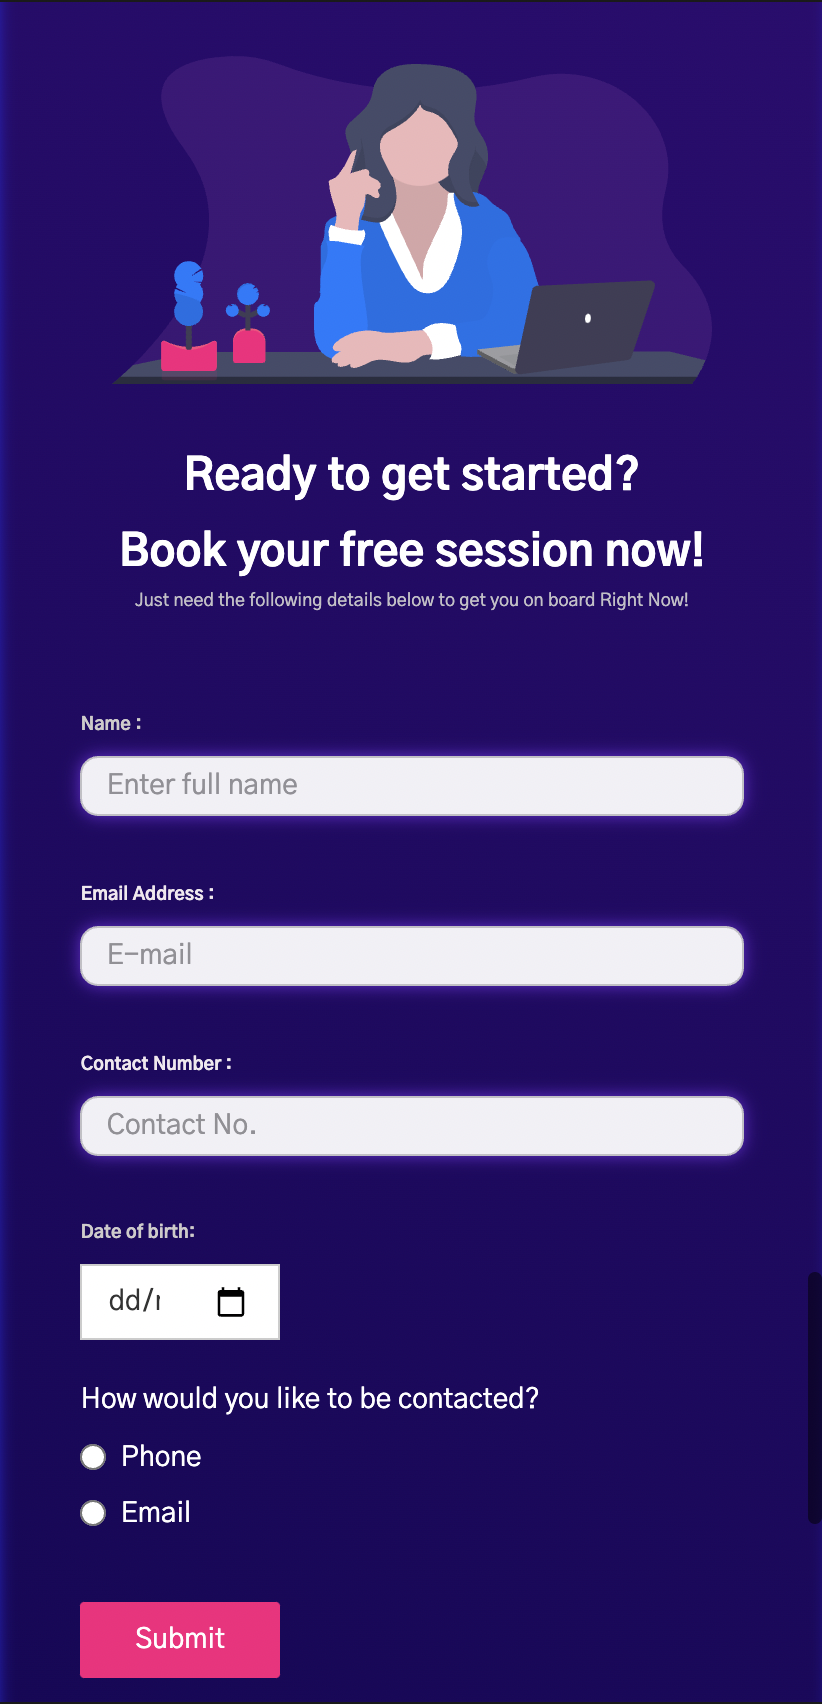 Ready to get started?
Book your free session now!
Just need the following details below to get you on board Right Now!
Name :
Enter full name
Email Address :
E-mail
Contact Number :
Contact No.
Date of birth:
dd/
How would you like to be contacted?
Phone
Email
Submit